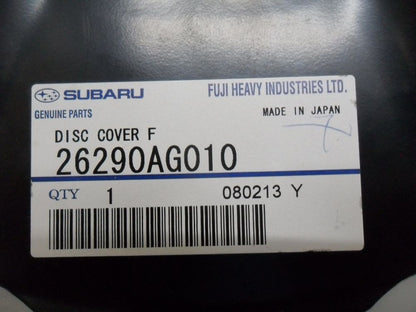 SUBARU FUJI HEAVY INDUSTRIES LTD.
GENUINE PARTS MADE IN JAPAN
DISC COVER F
26290AG010
QTY 1 080213 Y